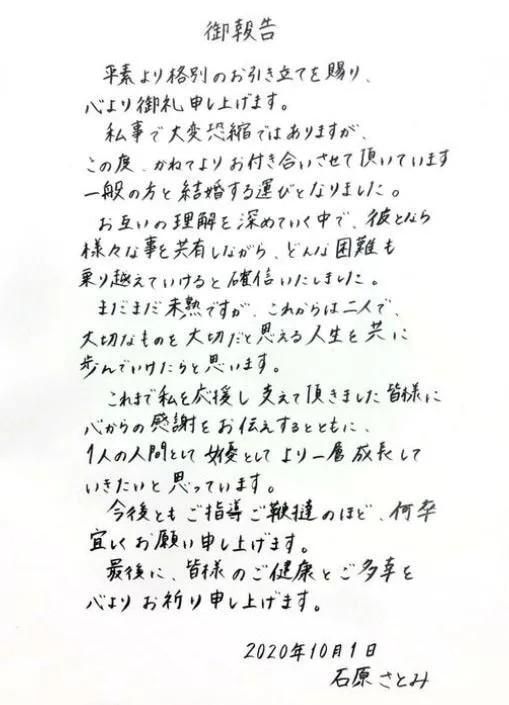 御報告
平素より格別のお引き立てを賜り、
心より御礼申し上げます。
私事で大変恐縮ではありますが、
この度、かねてよりお付き合いさせて頂いています
一般の方と結婚する運びとなりました。
お互いの理解を深めていく中で、彼となら
様々な事を共有しながら、どんな困難も
乗り越えていけると確信いたしました。
まだまだ未熟ですが、これからは二人で、
大切なものを大切だと思える人生を共に
歩んでいけたらと思います。
これまで私を応援し支えて頂きました皆様に
心からの感謝をお伝えするとともに、
1人の人間として女優としてより一層成長して
いきたいと思っています。
今後ともご指導ご鞭撻のほど、何卒
宜しくお願い申し上げます。
最後に、皆様のご健康とご多幸を
心よりお祈り申し上げます。
2020年10月1日
石原さとみ